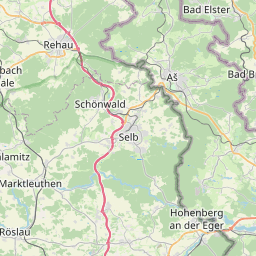 Bad Elster
Rehau
bach
ale
Aš
Bad B
Schönwald
Selb
lamitz
Marktleuthen
Hohenberg
an der Eger
Röslau